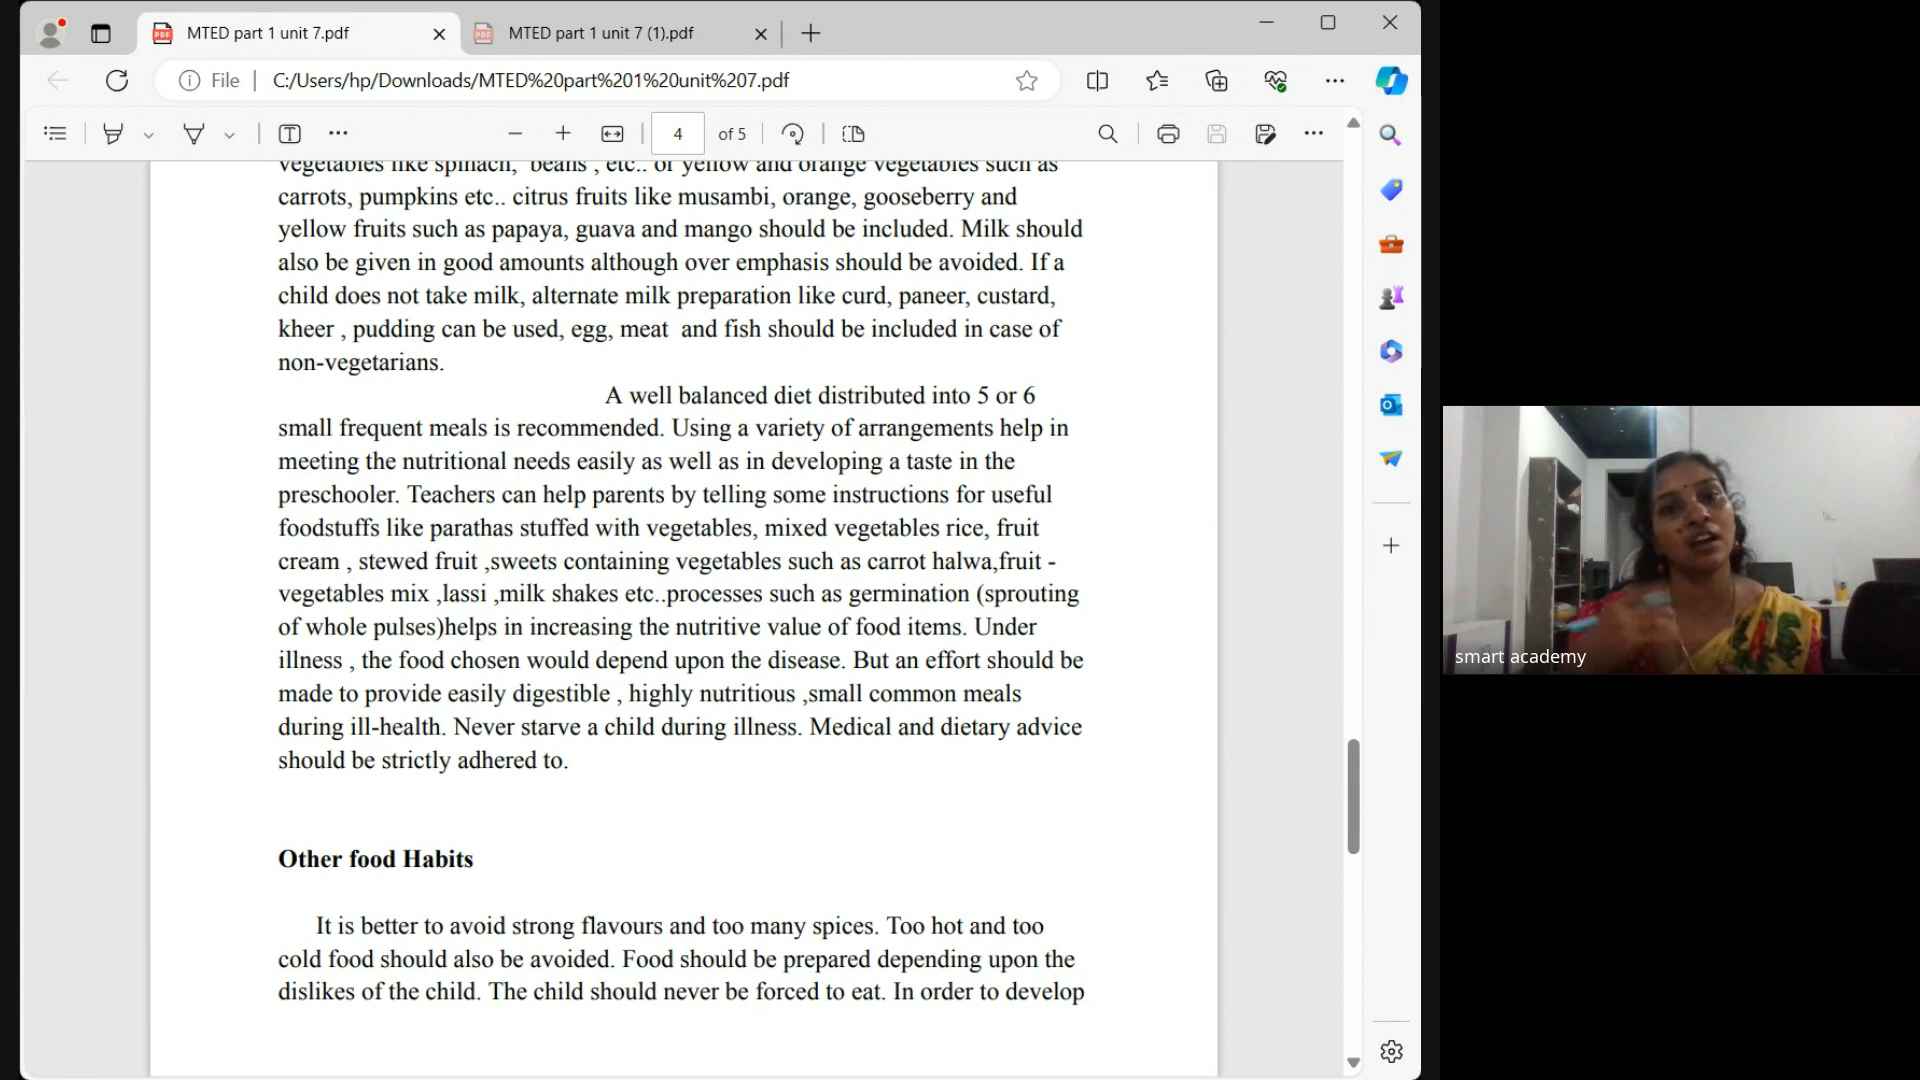 MTED part 1 unit 7.pdf
MTED part 1 unit 7 (1).pdf
File
C:/Users/hp/Downloads/MTED%20part%201%20unit%207.pdf
4 of 5
vegetables like spinach, beans , etc.. or yellow and orange vegetables such as
carrots, pumpkins etc.. citrus fruits like musambi, orange, gooseberry and
yellow fruits such as papaya, guava and mango should be included. Milk should
also be given in good amounts although over emphasis should be avoided. If a
child does not take milk, alternate milk preparation like curd, paneer, custard,
kheer , pudding can be used, egg, meat and fish should be included in case of
non-vegetarians.
A well balanced diet distributed into 5 or 6
small frequent meals is recommended. Using a variety of arrangements help in
meeting the nutritional needs easily as well as in developing a taste in the
preschooler. Teachers can help parents by telling some instructions for useful
foodstuffs like parathas stuffed with vegetables, mixed vegetables rice, fruit
cream , stewed fruit ,sweets containing vegetables such as carrot halwa,fruit -
vegetables mix ,lassi ,milk shakes etc..processes such as germination (sprouting
of whole pulses)helps in increasing the nutritive value of food items. Under
illness , the food chosen would depend upon the disease. But an effort should be
made to provide easily digestible , highly nutritious ,small common meals
during ill-health. Never starve a child during illness. Medical and dietary advice
should be strictly adhered to.
Other food Habits
It is better to avoid strong flavours and too many spices. Too hot and too
cold food should also be avoided. Food should be prepared depending upon the
dislikes of the child. The child should never be forced to eat. In order to develop
smart academy